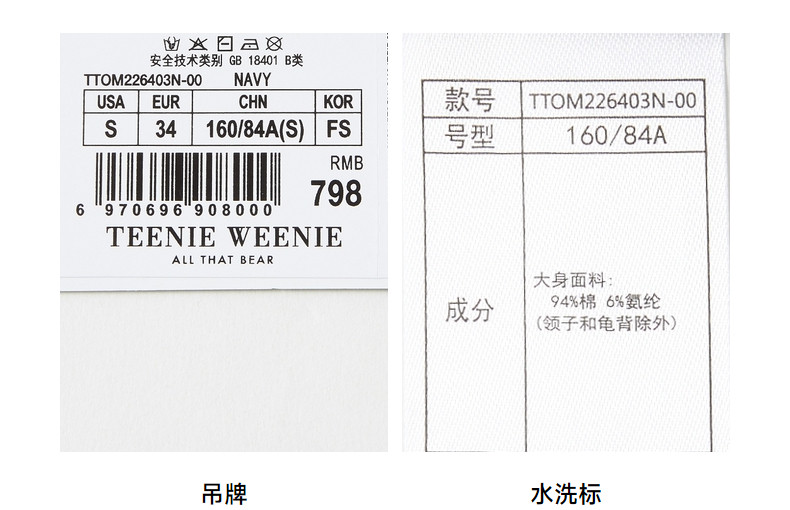 安全技术类别 GB 18401 B类
TTOM226403N-00 NAVY
USA EUR CHN KOR
S 34 160/84A(S) FS
RMB
798
6 970696 908000
TEENIE WEENIE
ALL THAT BEAR
吊牌
款号 TTOM226403N-00
号型 160/84A
成分
大身面料:
94%棉 6%氨纶
(领子和龟背除外)
水洗标